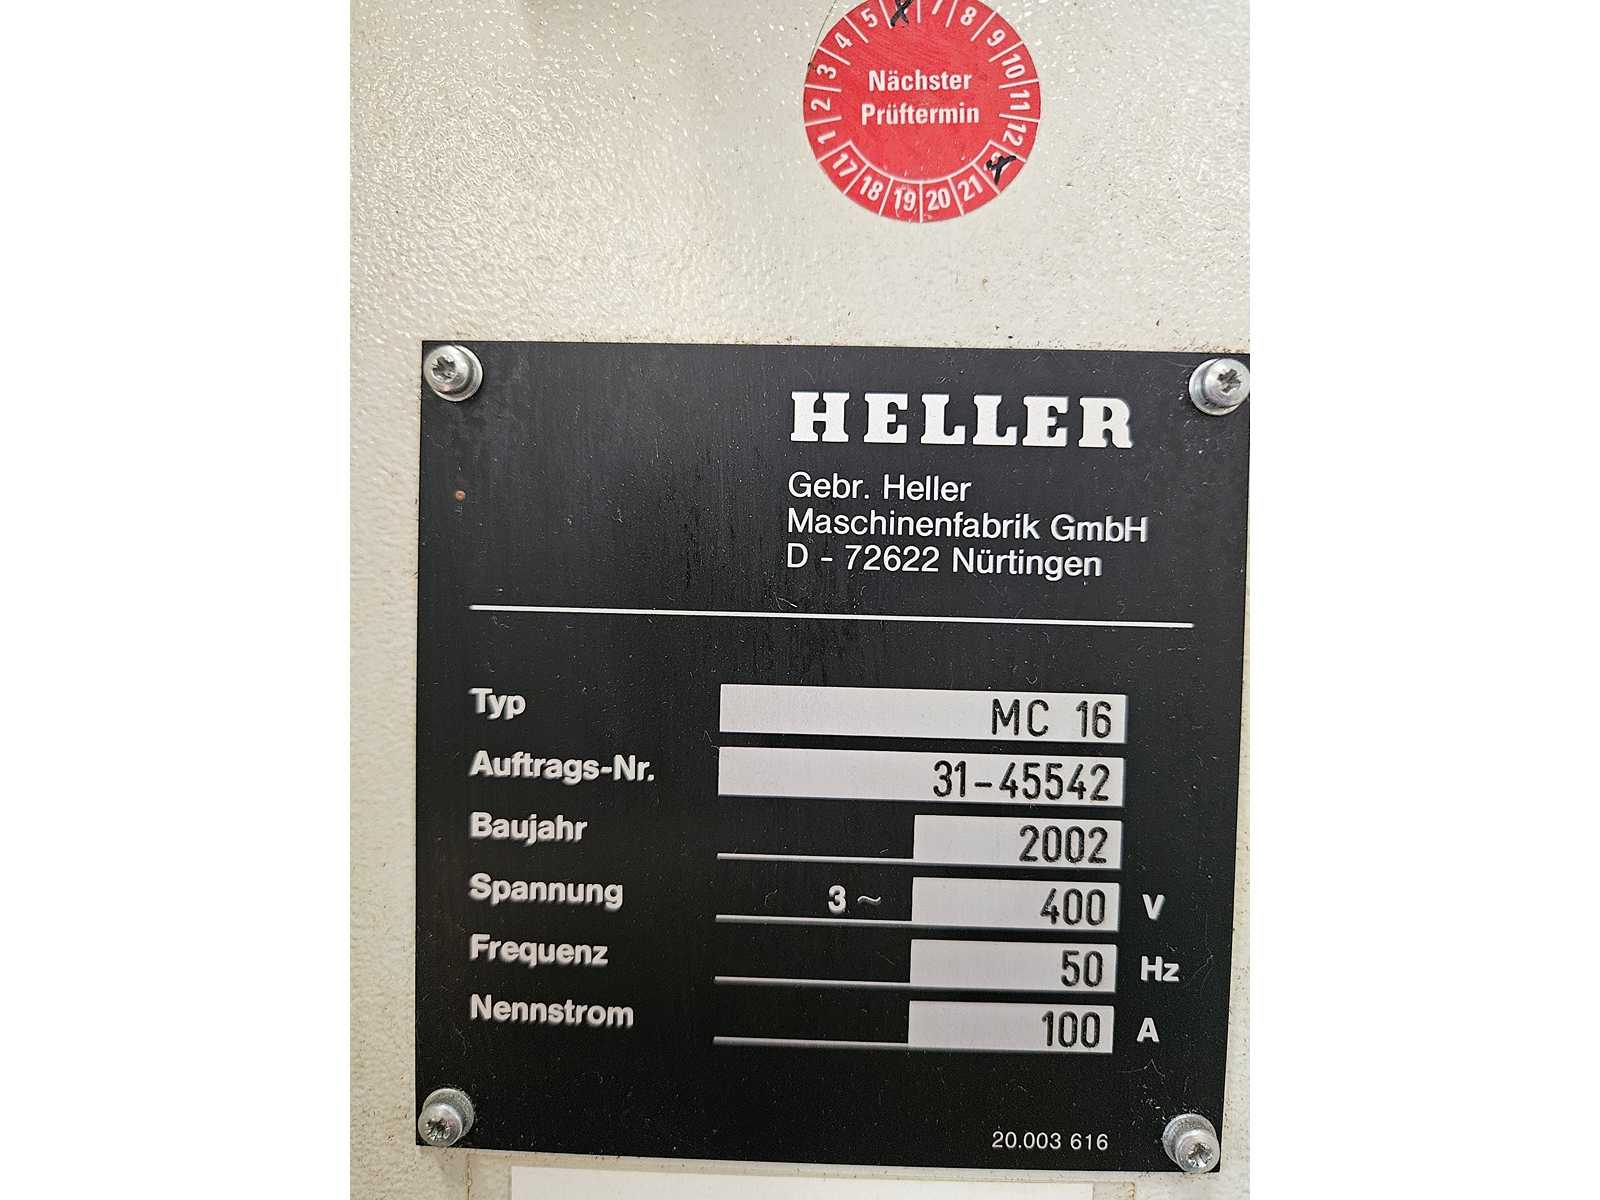 5 7 8 9 10 11 12
4 3 2 1
Nächster
Prüftermin
17 18 19 20 21
HELLER
Gebr. Heller
Maschinenfabrik GmbH
D - 72622 Nürtingen
Typ MC 16
Auftrags-Nr. 31-45542
Baujahr 2002
Spannung 3 ~ 400 V
Frequenz 50 Hz
Nennstrom 100 A
20.003 616